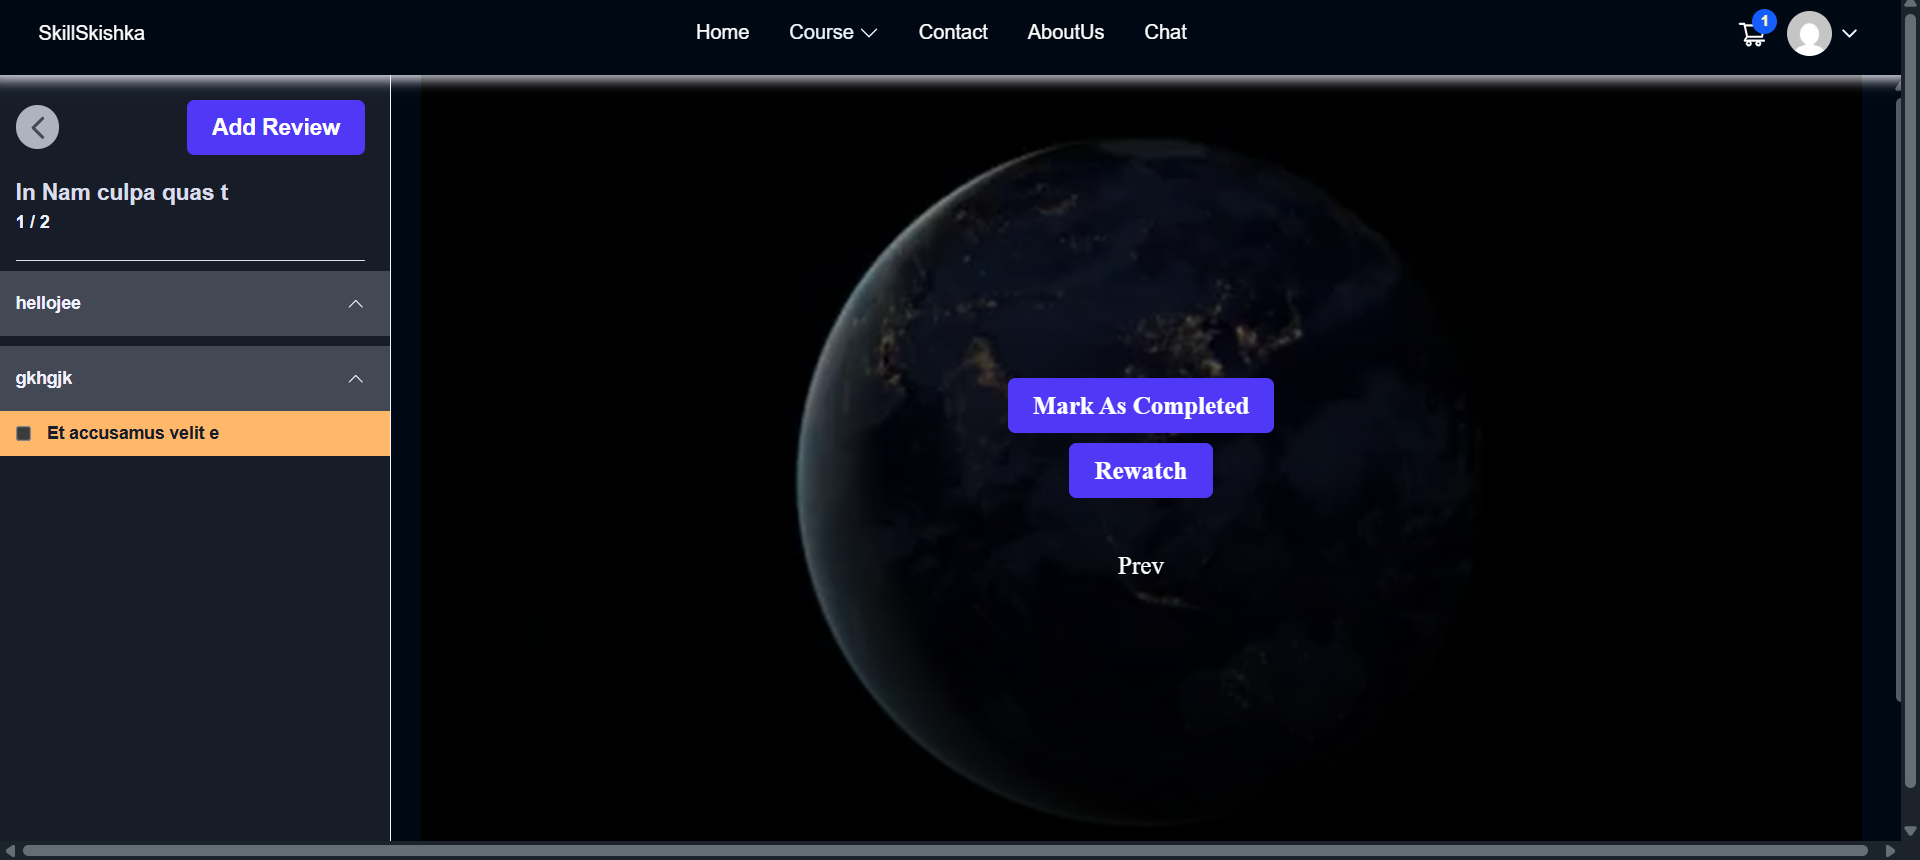 SkillSkishka
Home
Course
Contact
AboutUs
Chat
1
Add Review
In Nam culpa quas t
1 / 2
hellojee
gkhgjk
Et accusamus velit e
Mark As Completed
Rewatch
Prev